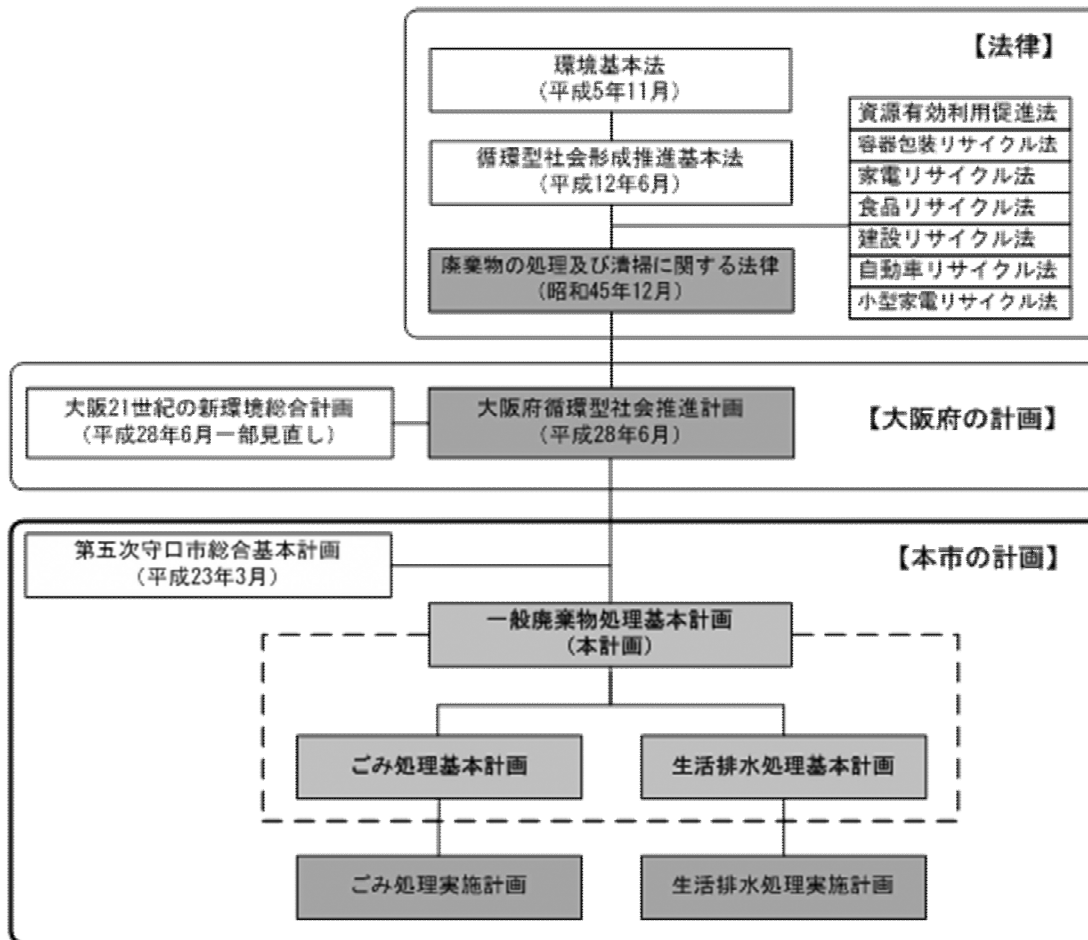 【法律】
環境基本法
(平成5年11月)
循環型社会形成推進基本法
(平成12年6月)
資源有効利用促進法
容器包装リサイクル法
家電リサイクル法
食品リサイクル法
建設リサイクル法
自動車リサイクル法
小型家電リサイクル法
廃棄物の処理及び清掃に関する法律
(昭和45年12月)
【大阪府の計画】
大阪21世紀の新環境総合計画
(平成28年6月一部見直し)
大阪府循環型社会推進計画
(平成28年6月)
【本市の計画】
第五次守口市総合基本計画
(平成23年3月)
一般廃棄物処理基本計画
(本計画)
ごみ処理基本計画
生活排水処理基本計画
ごみ処理実施計画
生活排水処理実施計画